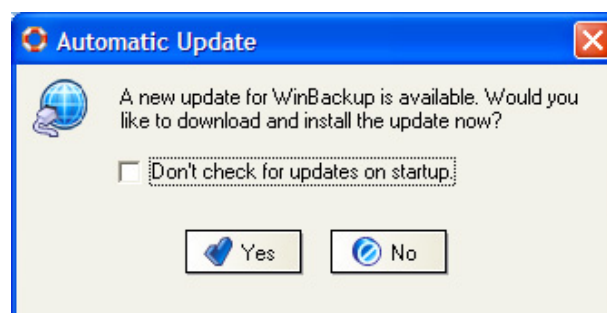 Automatic Update
A new update for WinBackup is available. Would you
like to download and install the update now?
Don't check for updates on startup.
Yes No